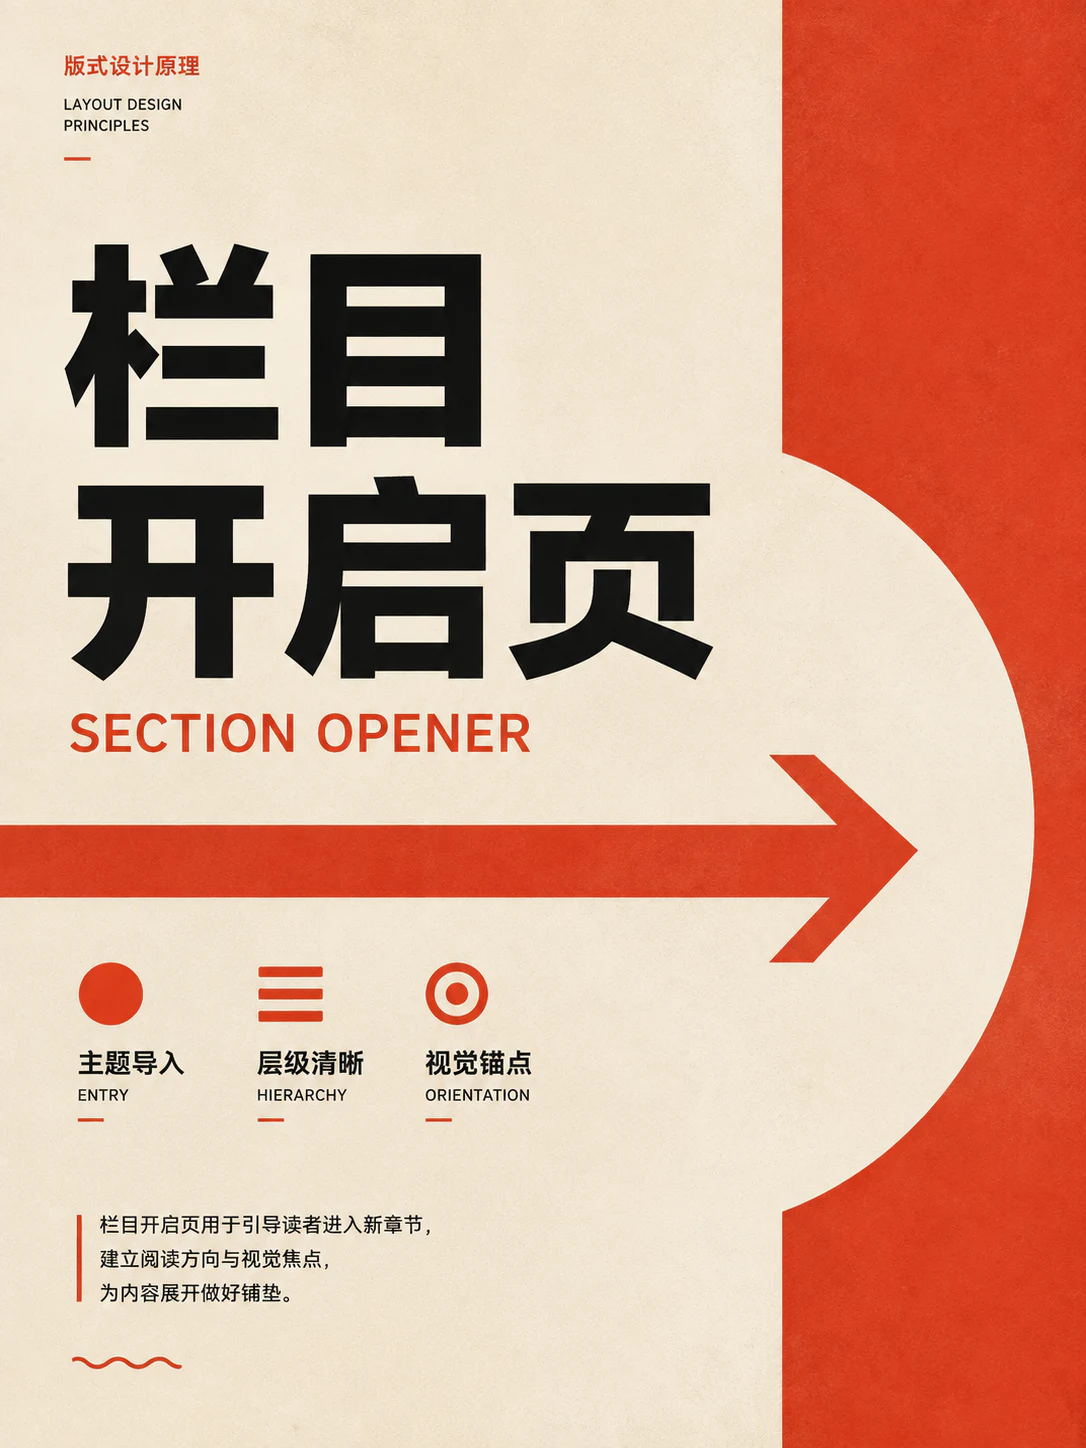 版式设计原理
LAYOUT DESIGN
PRINCIPLES
栏目
开启页
SECTION OPENER
主题导入
ENTRY
层级清晰
HIERARCHY
视觉锚点
ORIENTATION
栏目开启页用于引导读者进入新章节，
建立阅读方向与视觉焦点，
为内容展开做好铺垫。